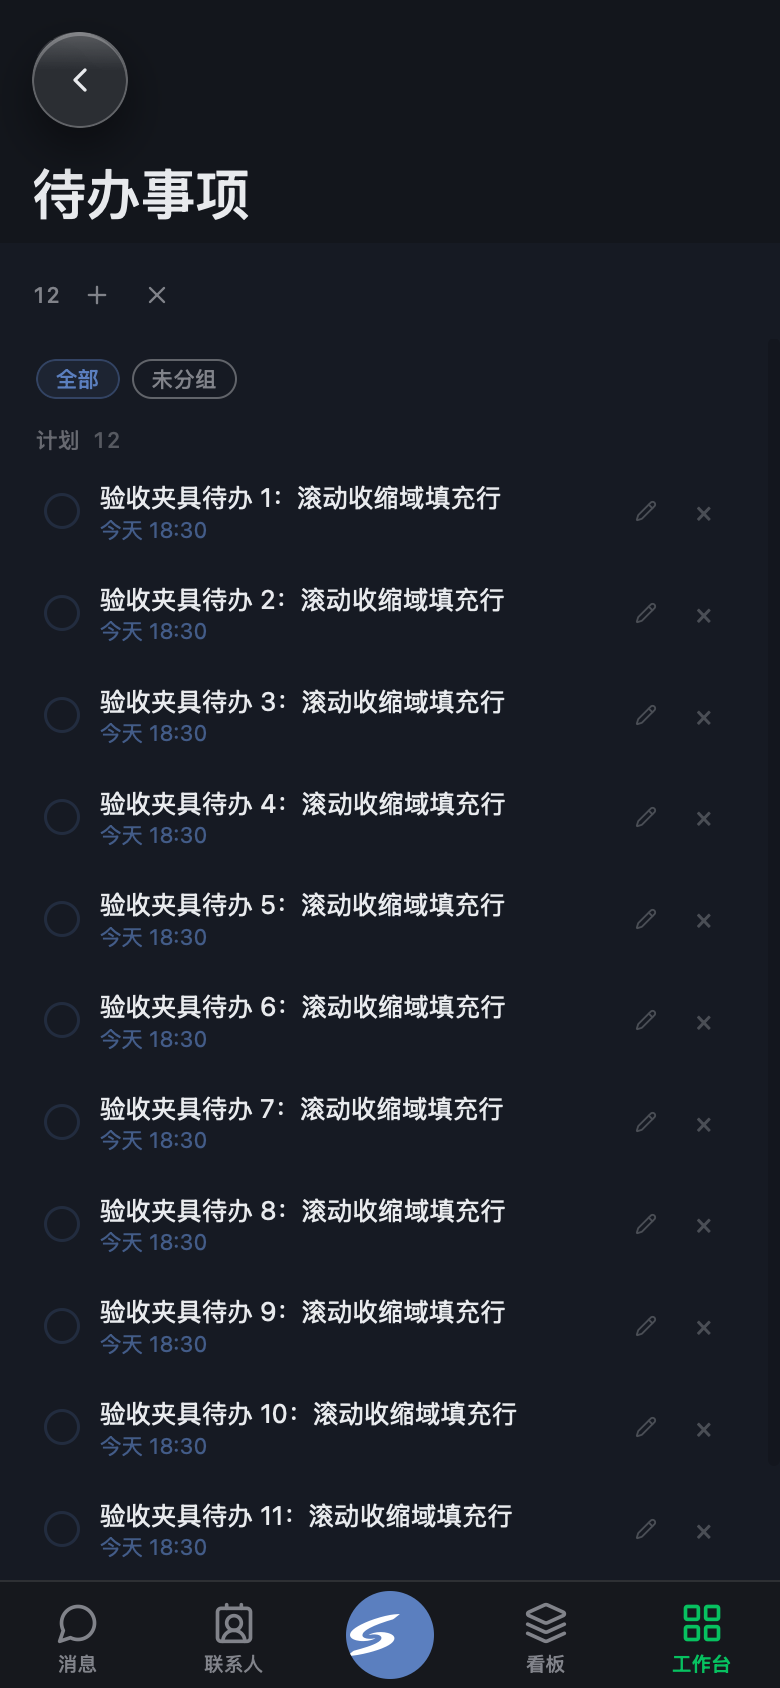 待办事项
12
全部 未分组
计划 12
验收夹具待办 1：滚动收缩域填充行
今天 18:30
验收夹具待办 2：滚动收缩域填充行
今天 18:30
验收夹具待办 3：滚动收缩域填充行
今天 18:30
验收夹具待办 4：滚动收缩域填充行
今天 18:30
验收夹具待办 5：滚动收缩域填充行
今天 18:30
验收夹具待办 6：滚动收缩域填充行
今天 18:30
验收夹具待办 7：滚动收缩域填充行
今天 18:30
验收夹具待办 8：滚动收缩域填充行
今天 18:30
验收夹具待办 9：滚动收缩域填充行
今天 18:30
验收夹具待办 10：滚动收缩域填充行
今天 18:30
验收夹具待办 11：滚动收缩域填充行
今天 18:30
消息 联系人 看板 工作台